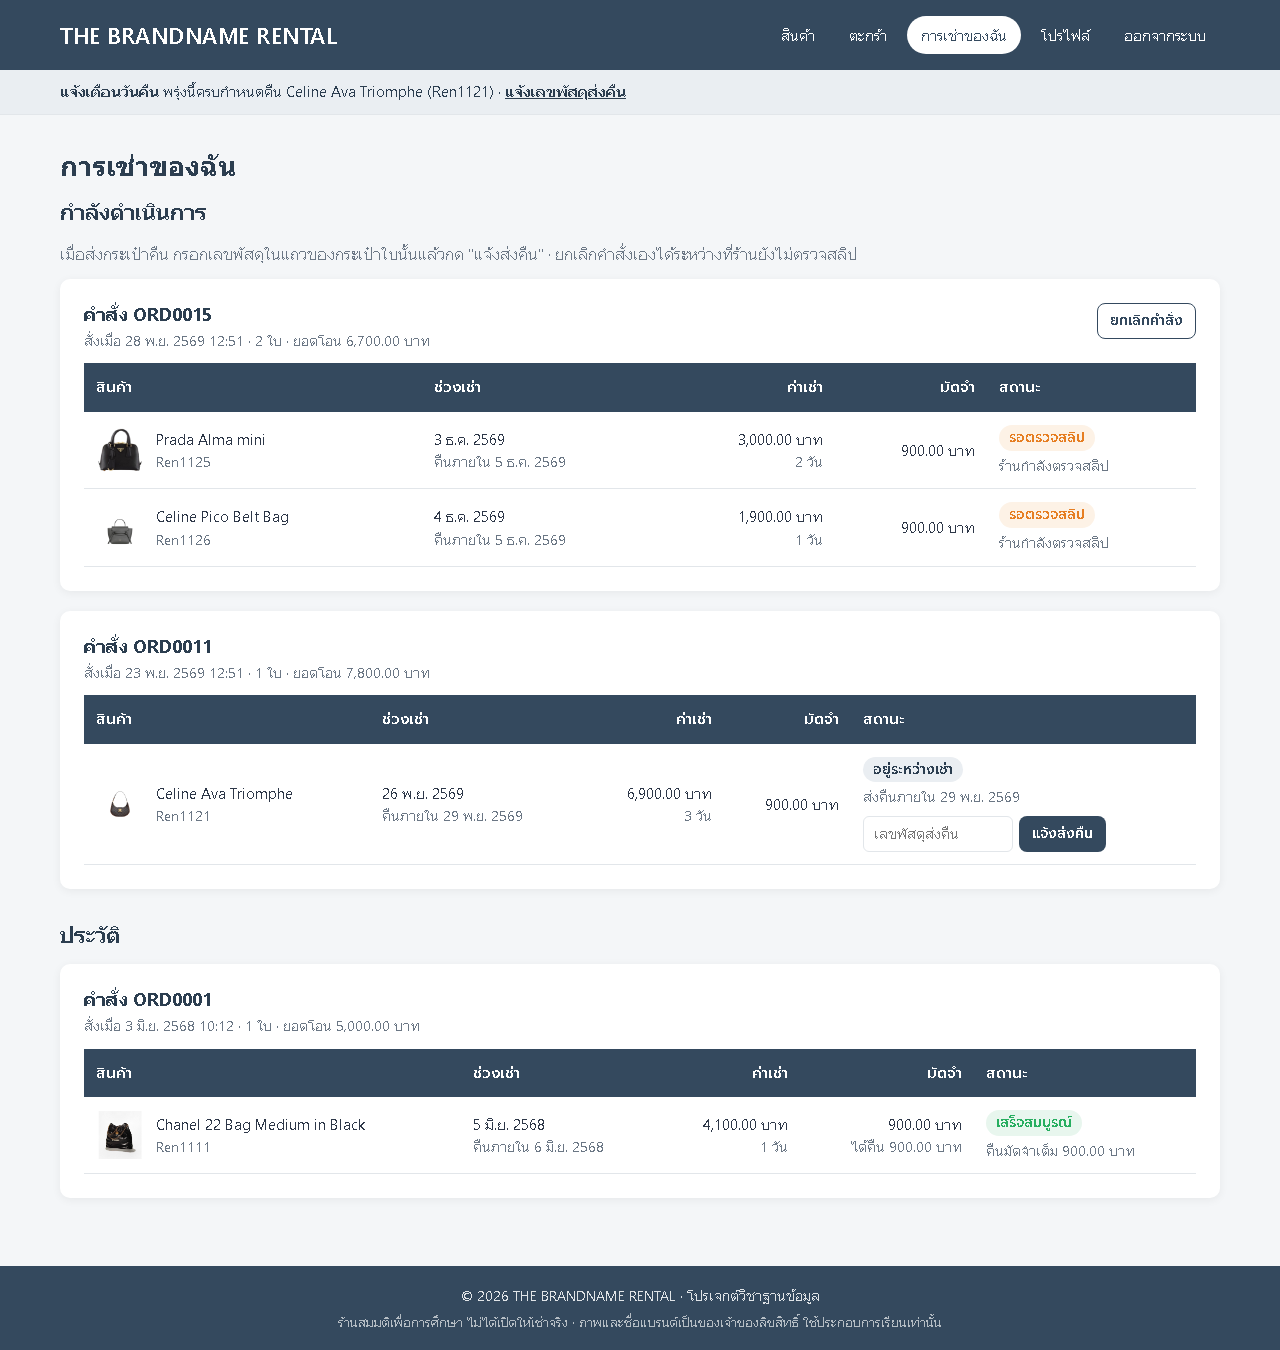 THE BRANDNAME RENTAL
สินค้า ตะกร้า การเช่าของฉัน โปรไฟล์ ออกจากระบบ
แจ้งเตือนวันคืน พรุ่งนี้ครบกำหนดคืน Celine Ava Triomphe (Ren1121) · แจ้งเลขพัสดุส่งคืน
การเช่าของฉัน
กำลังดำเนินการ
เมื่อส่งกระเป๋าคืน กรอกเลขพัสดุในแถวของกระเป๋าใบนั้นแล้วกด "แจ้งส่งคืน" · ยกเลิกคำสั่งเองได้ระหว่างที่ร้านยังไม่ตรวจสลิป
คำสั่ง ORD0015
ยกเลิกคำสั่ง
สั่งเมื่อ 28 พ.ย. 2569 12:51 · 2 ใบ · ยอดโอน 6,700.00 บาท
สินค้า ช่วงเช่า ค่าเช่า มัดจำ สถานะ
Prada Alma mini 3 ธ.ค. 2569 3,000.00 บาท 900.00 บาท รอตรวจสลิป
Ren1125 คืนภายใน 5 ธ.ค. 2569 2 วัน ร้านกำลังตรวจสลิป
Celine Pico Belt Bag 4 ธ.ค. 2569 1,900.00 บาท 900.00 บาท รอตรวจสลิป
Ren1126 คืนภายใน 5 ธ.ค. 2569 1 วัน ร้านกำลังตรวจสลิป
คำสั่ง ORD0011
สั่งเมื่อ 23 พ.ย. 2569 12:51 · 1 ใบ · ยอดโอน 7,800.00 บาท
สินค้า ช่วงเช่า ค่าเช่า มัดจำ สถานะ
อยู่ระหว่างเช่า
Celine Ava Triomphe 26 พ.ย. 2569 6,900.00 บาท 900.00 บาท ส่งคืนภายใน 29 พ.ย. 2569
Ren1121 คืนภายใน 29 พ.ย. 2569 3 วัน
เลขพัสดุส่งคืน แจ้งส่งคืน
ประวัติ
คำสั่ง ORD0001
สั่งเมื่อ 3 มิ.ย. 2568 10:12 · 1 ใบ · ยอดโอน 5,000.00 บาท
สินค้า ช่วงเช่า ค่าเช่า มัดจำ สถานะ
Chanel 22 Bag Medium in Black 5 มิ.ย. 2568 4,100.00 บาท 900.00 บาท เสร็จสมบูรณ์
Ren1111 คืนภายใน 6 มิ.ย. 2568 1 วัน ได้คืน 900.00 บาท คืนมัดจำเต็ม 900.00 บาท
© 2026 THE BRANDNAME RENTAL · โปรเจกต์วิชาฐานข้อมูล
ร้านสมมติเพื่อการศึกษา ไม่ได้เปิดให้เช่าจริง · ภาพและชื่อแบรนด์เป็นของเจ้าของลิขสิทธิ์ ใช้ประกอบการเรียนเท่านั้น